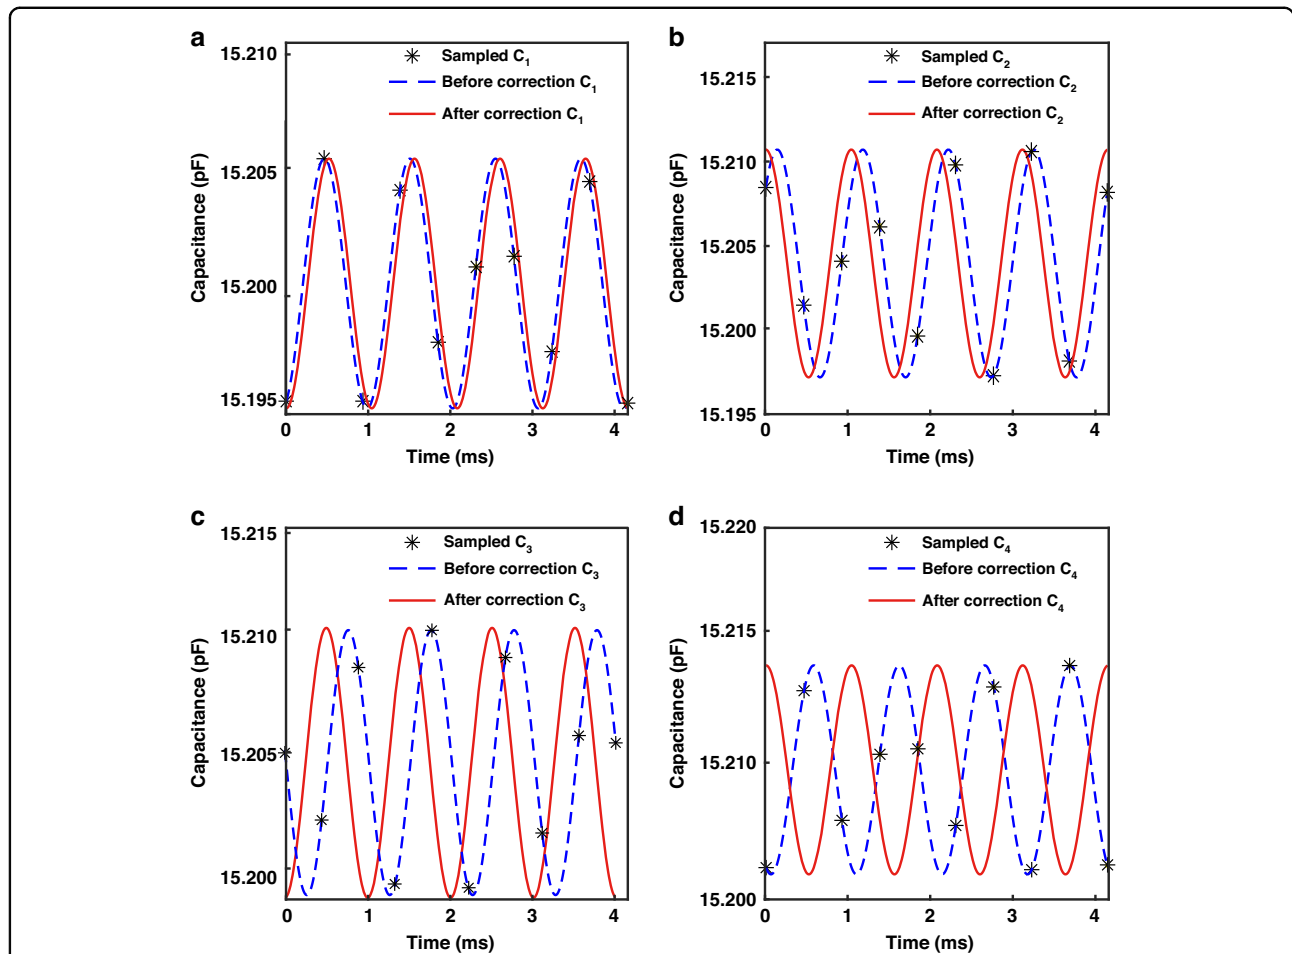 a
15.210
15.205
15.200
15.195
Capacitance (pF)
Sampled C1
Before correction C1
After correction C1
0 1 2 3 4
Time (ms)
b
15.215
15.210
15.205
15.200
15.195
Capacitance (pF)
Sampled C2
Before correction C2
After correction C2
0 1 2 3 4
Time (ms)
c
15.215
15.210
15.205
15.200
Capacitance (pF)
Sampled C3
Before correction C3
After correction C3
0 1 2 3 4
Time (ms)
d
15.220
15.215
15.210
15.200
Capacitance (pF)
Sampled C4
Before correction C4
After correction C4
0 1 2 3 4
Time (ms)